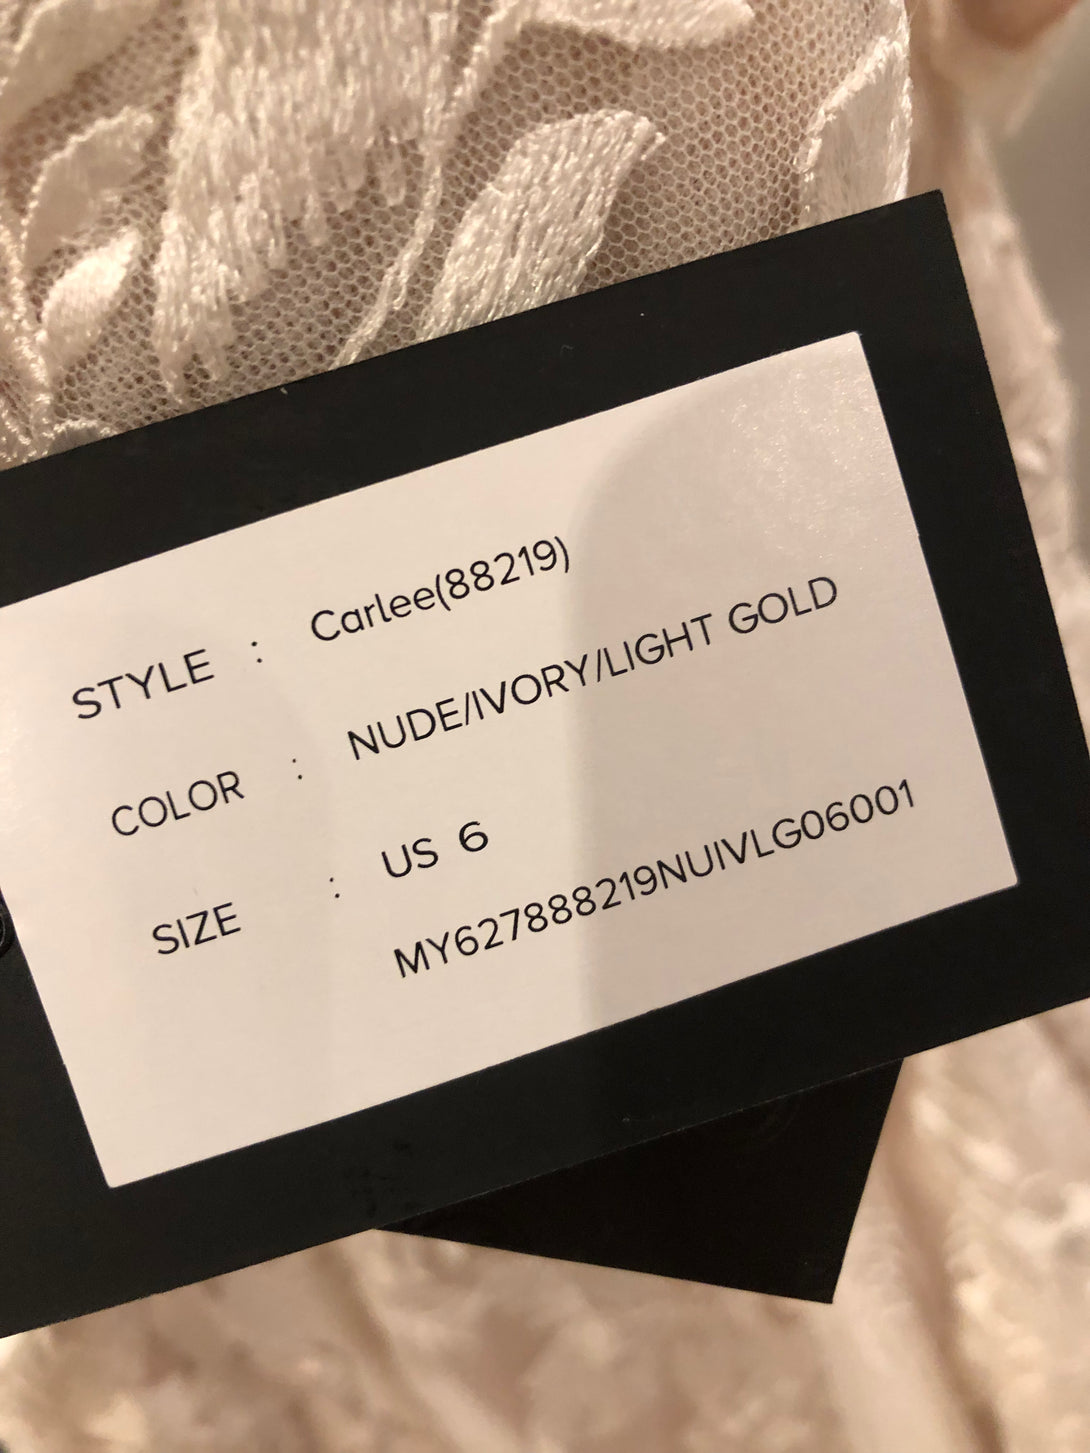 STYLE : Carlee(88219)
COLOR : NUDE/IVORY/LIGHT GOLD
SIZE : US 6
MY627888219NUIVLG06001